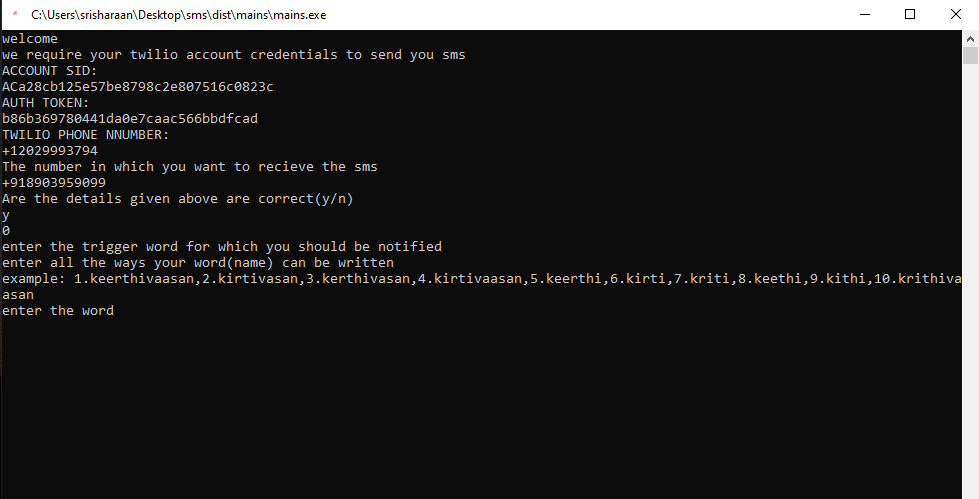 C:\Users\srisharaan\Desktop\sms\dist\mains\mains.exe
welcome
we require your twilio account credentials to send you sms
ACCOUNT SID:
ACa28cb125e57be8798c2e807516c0823c
AUTH TOKEN:
b86b369780441da0e7caac566bbdfcad
TWILIO PHONE NNUMBER:
+12029993794
The number in which you want to recieve the sms
+918903959099
Are the details given above are correct(y/n)
y
0
enter the trigger word for which you should be notified
enter all the ways your word(name) can be written
example: 1.keerthivaasan,2.kirtivasan,3.kerthivasan,4.kirtivaasan,5.keerthi,6.kirti,7.kriti,8.keethi,9.kithi,10.krithiva
asan
enter the word